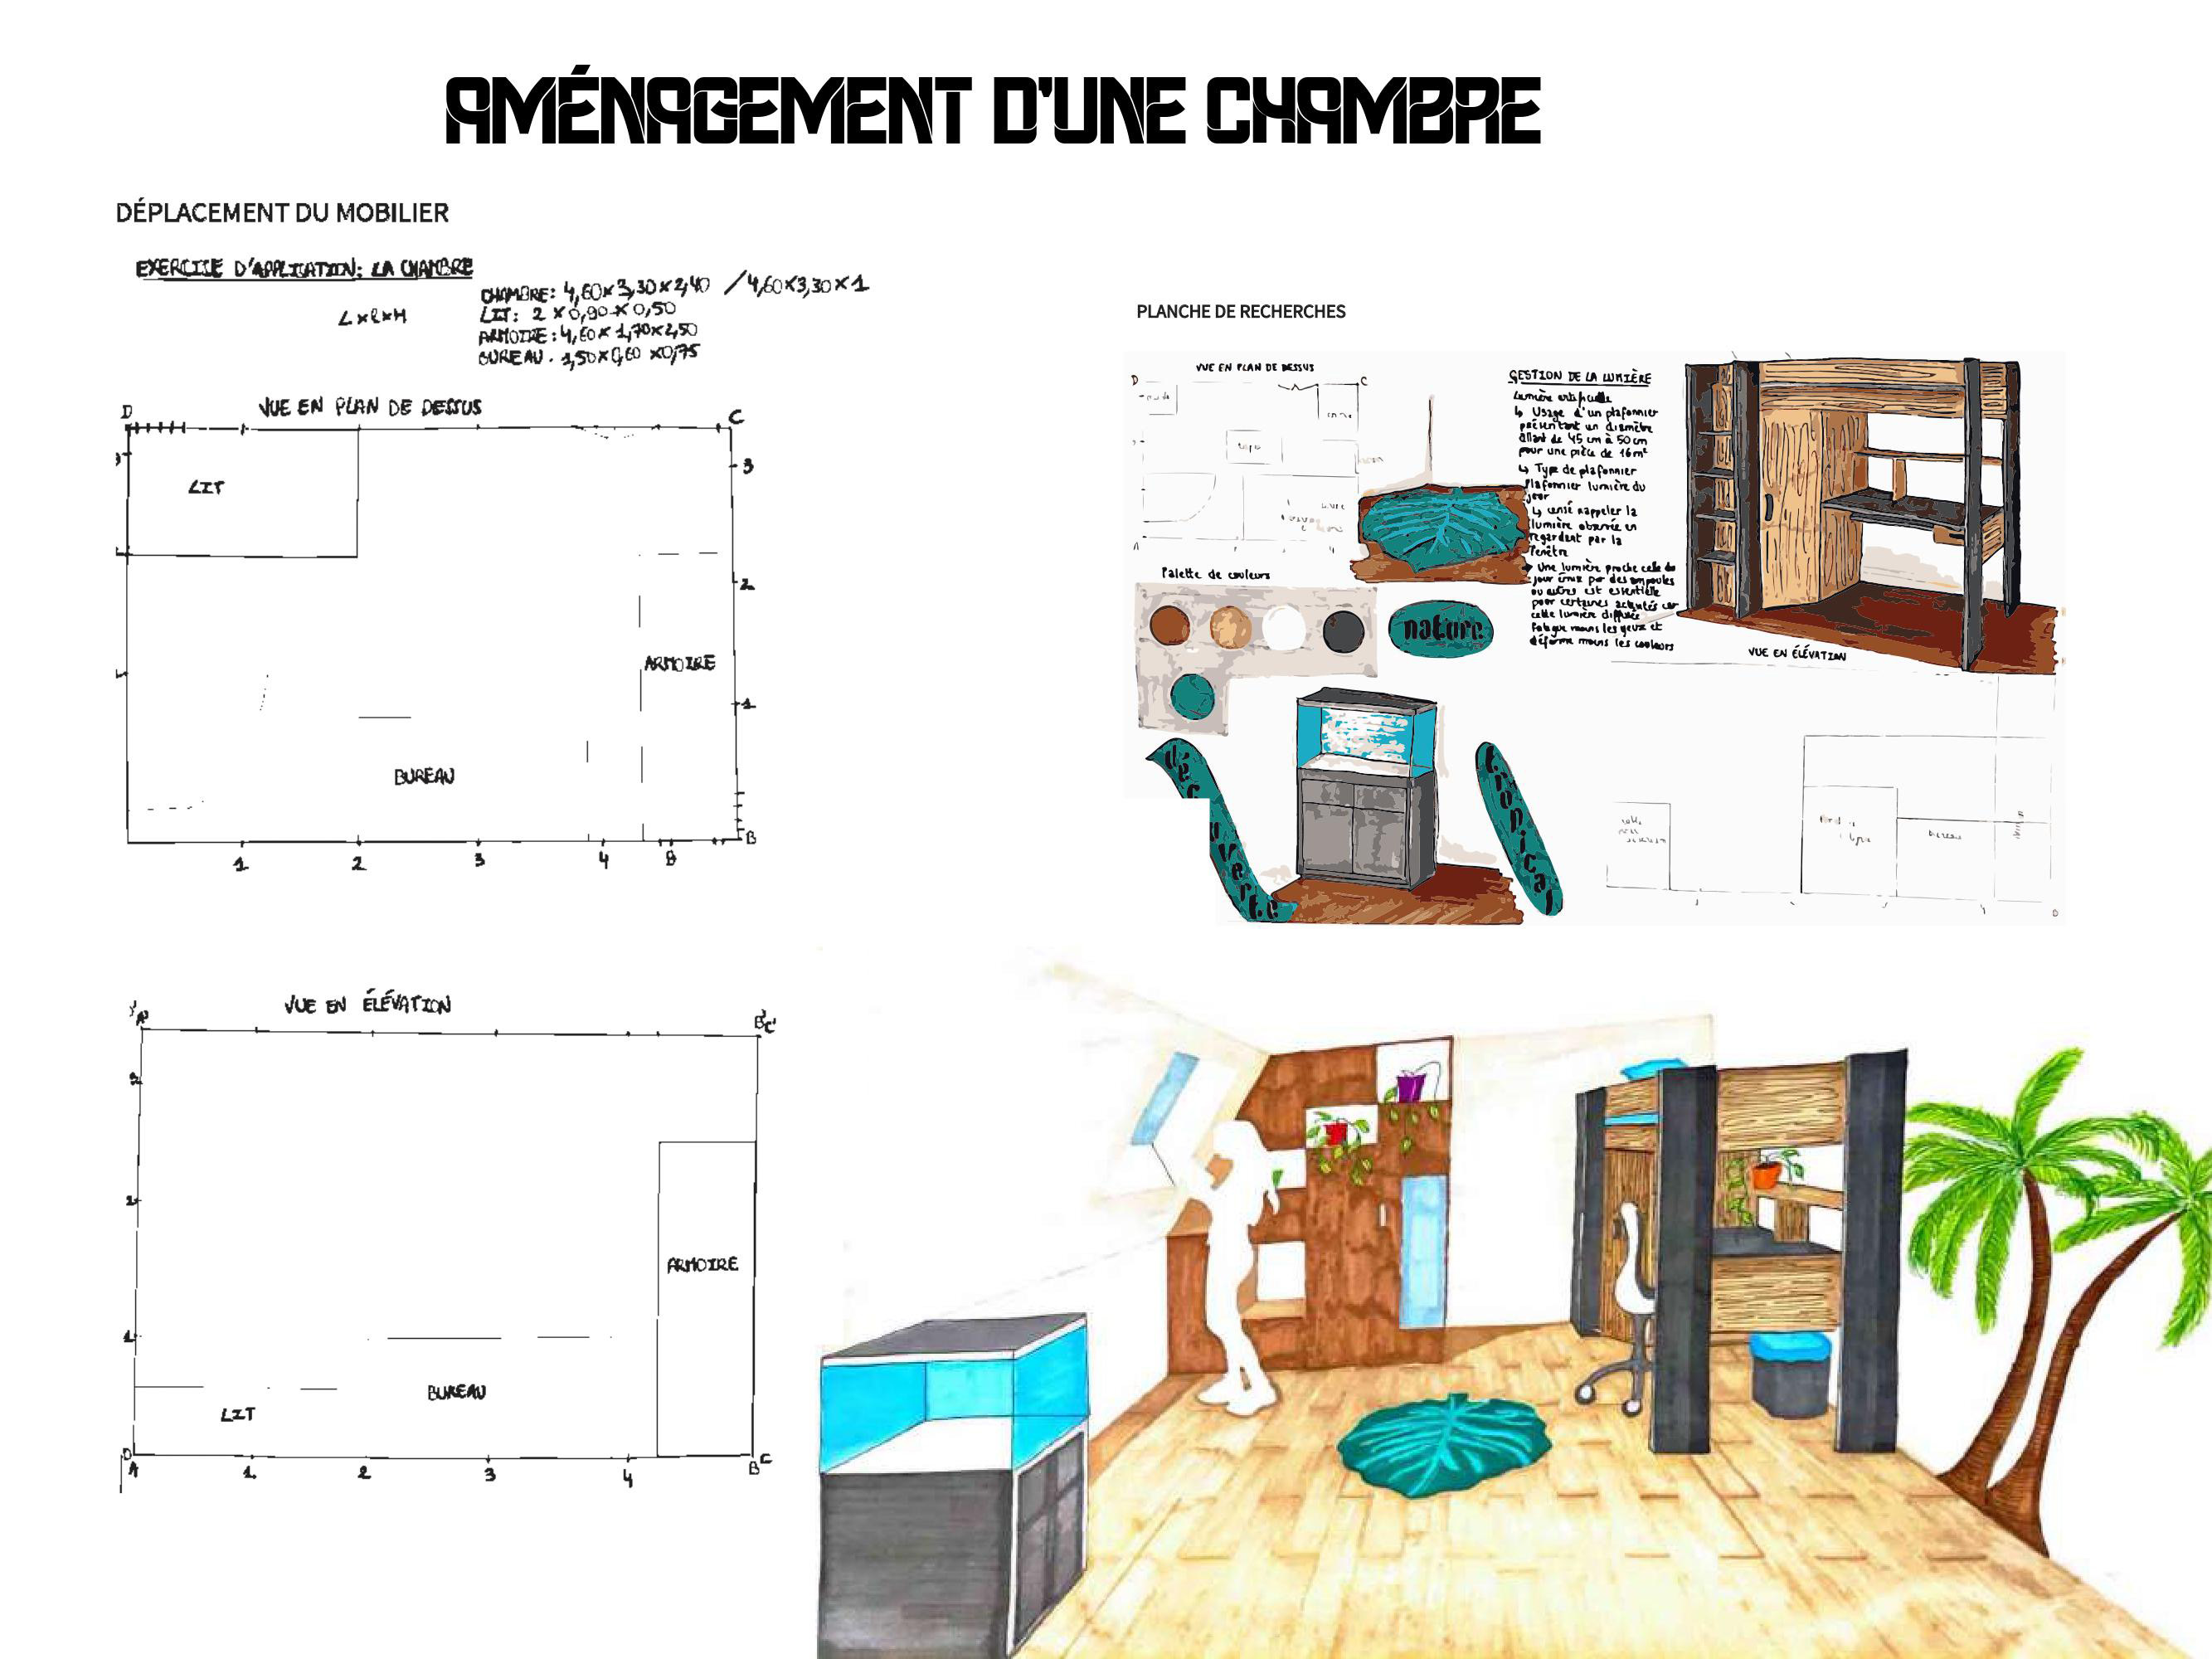 AMÉNAGEMENT D'UNE CHAMBRE
DÉPLACEMENT DU MOBILIER
EXERCICE D'APPLICATION: LA CHAMBRE
L x l x H
CHAMBRE: 4,60 x 3,30 x 2,40 / 4,60 x 3,30 x 1
LIT: 2 x 0,90 x 0,50
ARMOIRE: 4,60 x 1,70 x 2,50
BUREAU. 1,50 x 0,60 x 0,75
VUE EN PLAN DE DESSUS
D
C
3
LIT
2
ARMOIRE
1
BUREAU
B
1 2 3 4 B
VUE EN ÉLÉVATION
A' B'C'
3
2
ARMOIRE
1
BUREAU
LIT
D
A 1 2 3 4 B C
PLANCHE DE RECHERCHES
VUE EN PLAN DE DESSUS
D C
tapis
A
Palette de couleurs
nature
découverte
tropical
GESTION DE LA LUMIÈRE
Lumière artificielle
↳ Usage d'un plafonnier
présentant un diamètre
allant de 45 cm à 50 cm
pour une pièce de 16 m²
↳ Type de plafonnier
Plafonnier lumière du
jour
↳ censé rappeler la
lumière observée en
regardant par la
fenêtre
→ Une lumière proche celle du
jour émise par des ampoules
ou autres est essentielle
pour certaines activités car
cette lumière diffusée
fatigue moins les yeux et
déforme moins les couleurs
VUE EN ÉLÉVATION
bureau